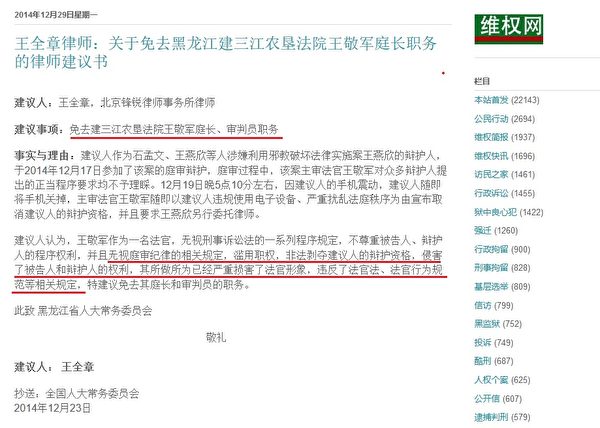 2014年12月29日星期一
王全章律师：关于免去黑龙江建三江农垦法院王敬军庭长职务
的律师建议书
建议人：王全章，北京锋锐律师事务所律师
建议事项：免去建三江农垦法院王敬军庭长、审判员职务
事实与理由：建议人作为石孟文、王燕欣等人涉嫌利用邪教破坏法律实施案王燕欣的辩护人，
于2014年12月17日参加了该案的庭审辩护，庭审过程中，该案主审法官王敬军对众多辩护人提
出的正当程序要求均不予理睬。12月19日晚5点10分左右，因建议人的手机震动，建议人随即
将手机关掉，主审法官王敬军随即以建议人违规使用电子设备、严重扰乱法庭秩序为由宣布取
消建议人的辩护资格，并且要求王燕欣另行委托律师。
建议人认为，王敬军作为一名法官，无视刑事诉讼法的一系列程序规定，不尊重被告人、辩护
人的程序权利，并且无视庭审纪律的相关规定，滥用职权，非法剥夺建议人的辩护资格，侵害
了被告人和辩护人的权利，其所做所为已经严重损害了法官形象，违反了法官法、法官行为规
范等相关规定，特建议免去其庭长和审判员的职务。
此致 黑龙江省人大常务委员会
敬礼
建议人： 王全章
抄送：全国人大常务委员会
2014年12月23日
维权网
栏目
本站首发 (22143)
公民行动 (2694)
维权简报 (1937)
维权快讯 (1696)
访民之家 (1461)
行政诉讼 (1455)
狱中良心犯 (1422)
强迁 (1260)
行政拘留 (900)
刑事拘留 (828)
基层选举 (809)
信访 (799)
黑监狱 (752)
投诉 (749)
酷刑 (687)
人权个案 (625)
公开信 (607)
逮捕判刑 (579)